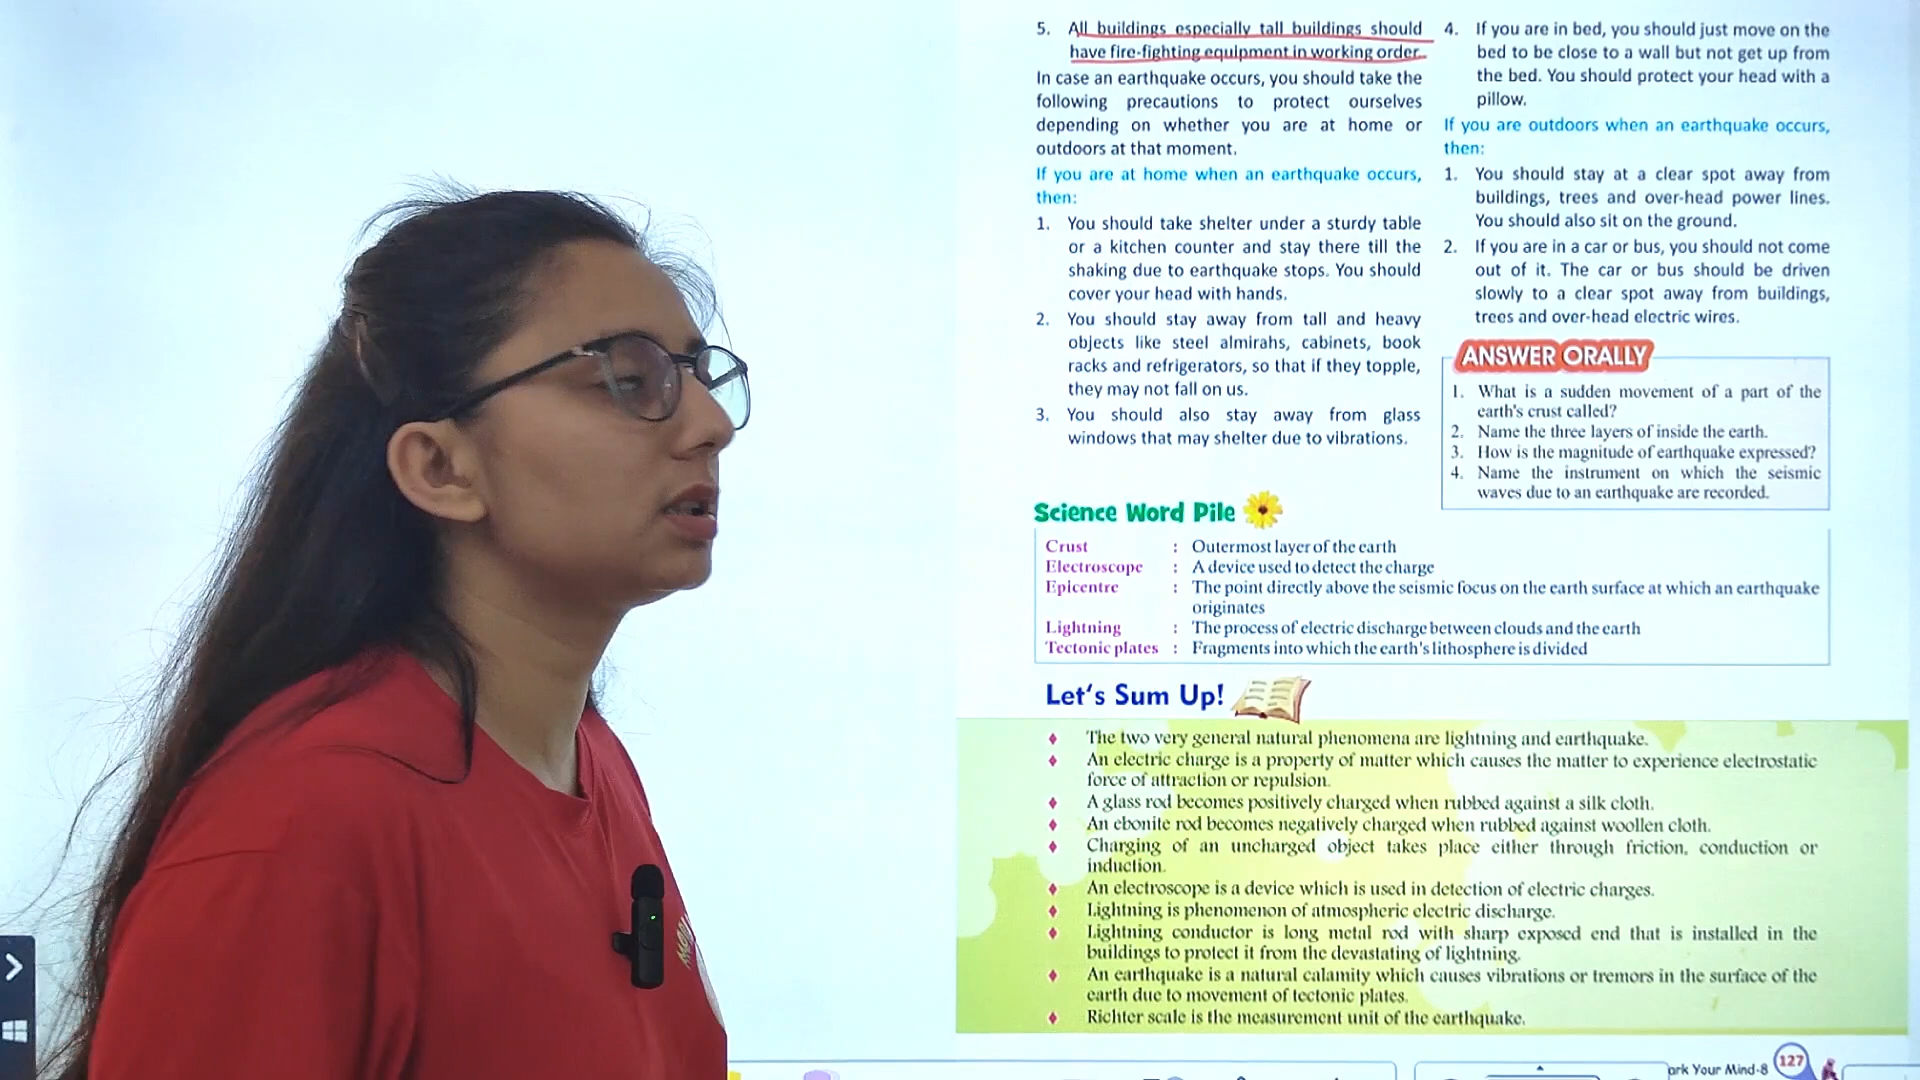 5. All buildings especially tall buildings should
have fire-fighting equipment in working order.
In case an earthquake occurs, you should take the
following precautions to protect ourselves
depending on whether you are at home or
outdoors at that moment.
If you are at home when an earthquake occurs,
then:
1. You should take shelter under a sturdy table
or a kitchen counter and stay there till the
shaking due to earthquake stops. You should
cover your head with hands.
2. You should stay away from tall and heavy
objects like steel almirahs, cabinets, book
racks and refrigerators, so that if they topple,
they may not fall on us.
3. You should also stay away from glass
windows that may shelter due to vibrations.
4. If you are in bed, you should just move on the
bed to be close to a wall but not get up from
the bed. You should protect your head with a
pillow.
If you are outdoors when an earthquake occurs,
then:
1. You should stay at a clear spot away from
buildings, trees and over-head power lines.
You should also sit on the ground.
2. If you are in a car or bus, you should not come
out of it. The car or bus should be driven
slowly to a clear spot away from buildings,
trees and over-head electric wires.
ANSWER ORALLY
1. What is a sudden movement of a part of the
earth's crust called?
2. Name the three layers of inside the earth.
3. How is the magnitude of earthquake expressed?
4. Name the instrument on which the seismic
waves due to an earthquake are recorded.
Science Word Pile
Crust : Outermost layer of the earth
Electroscope : A device used to detect the charge
Epicentre : The point directly above the seismic focus on the earth surface at which an earthquake
originates
Lightning : The process of electric discharge between clouds and the earth
Tectonic plates : Fragments into which the earth's lithosphere is divided
Let's Sum Up!
The two very general natural phenomena are lightning and earthquake.
An electric charge is a property of matter which causes the matter to experience electrostatic
force of attraction or repulsion.
A glass rod becomes positively charged when rubbed against a silk cloth.
An ebonite rod becomes negatively charged when rubbed against woollen cloth.
Charging of an uncharged object takes place either through friction, conduction or
induction.
An electroscope is a device which is used in detection of electric charges.
Lightning is phenomenon of atmospheric electric discharge.
Lightning conductor is long metal rod with sharp exposed end that is installed in the
buildings to protect it from the devastating of lightning.
An earthquake is a natural calamity which causes vibrations or tremors in the surface of the
earth due to movement of tectonic plates.
Richter scale is the measurement unit of the earthquake.
ark Your Mind-8 127